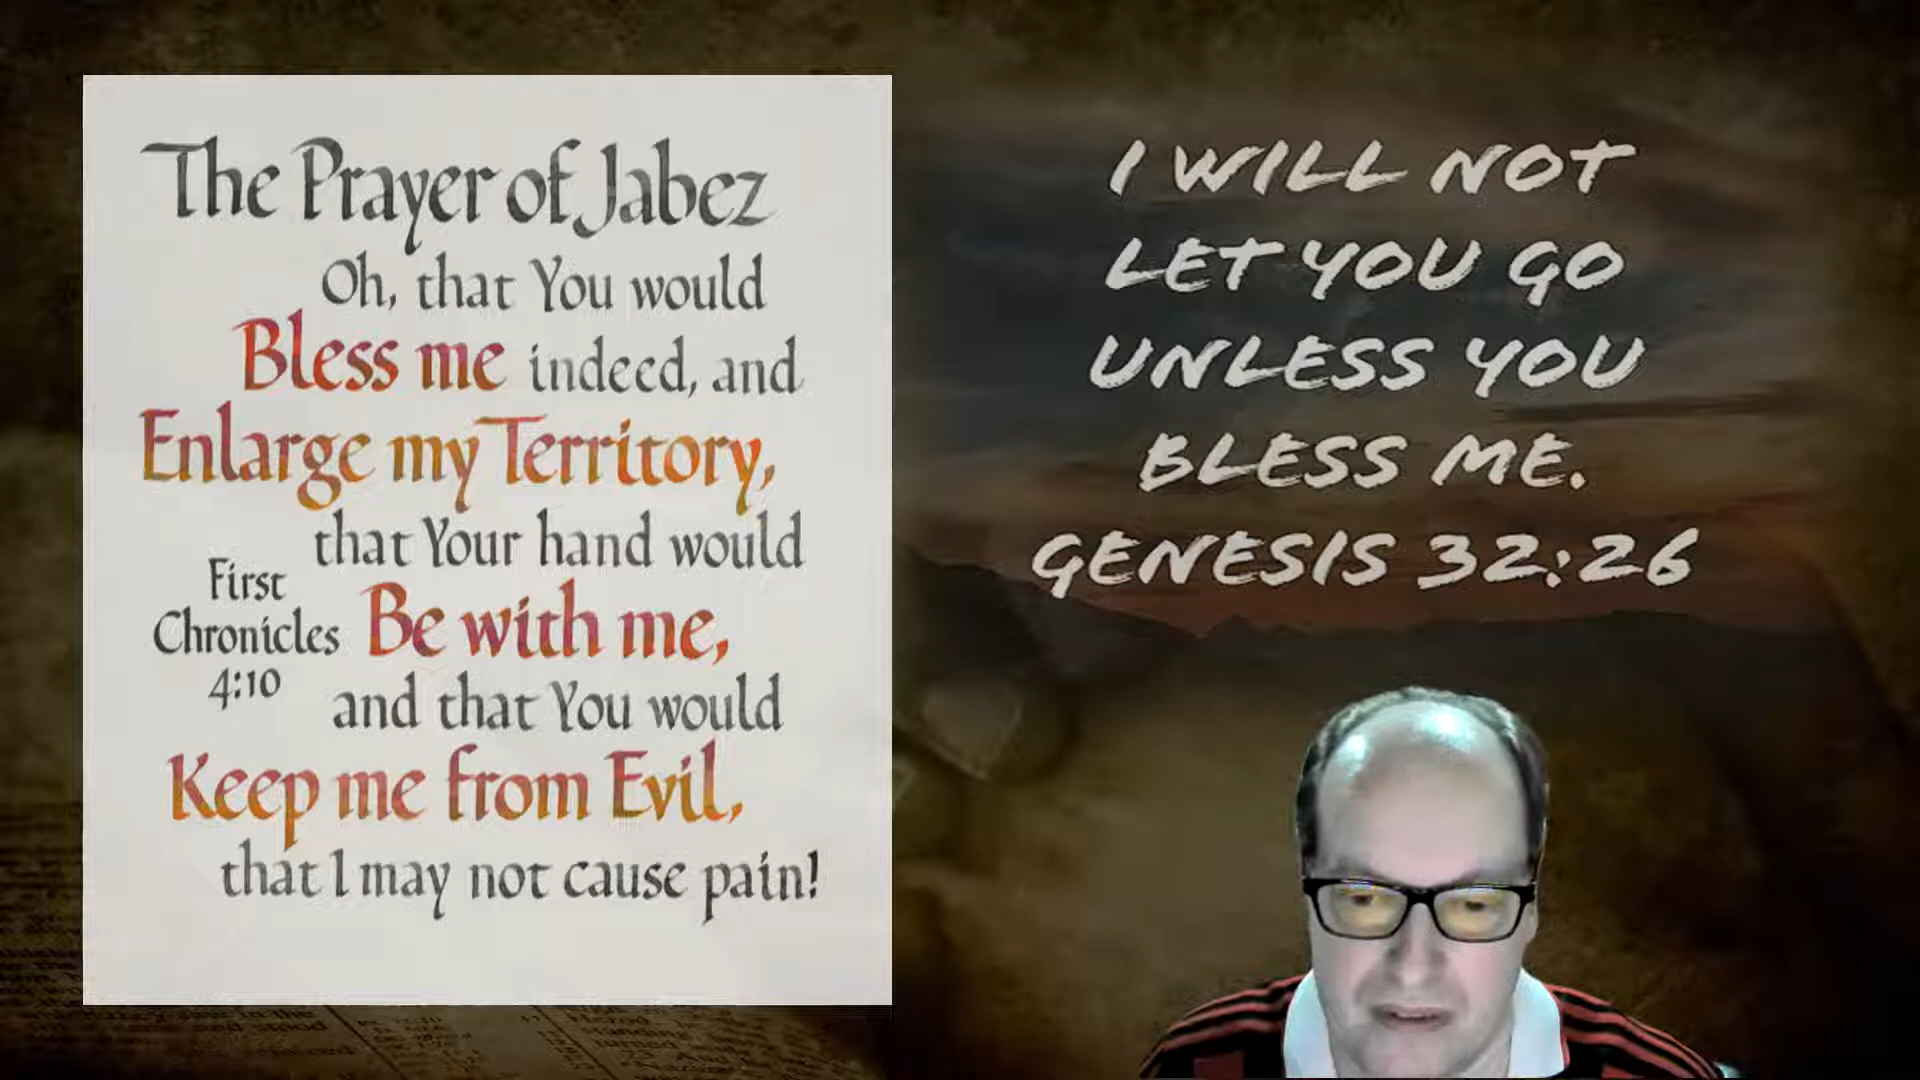 The Prayer of Jabez
Oh, that You would
Bless me indeed, and
Enlarge my Territory,
that Your hand would
Be with me,
and that You would
Keep me from Evil,
that I may not cause pain!
First
Chronicles
4:10
I WILL NOT
LET YOU GO
UNLESS YOU
BLESS ME.
GENESIS 32:26